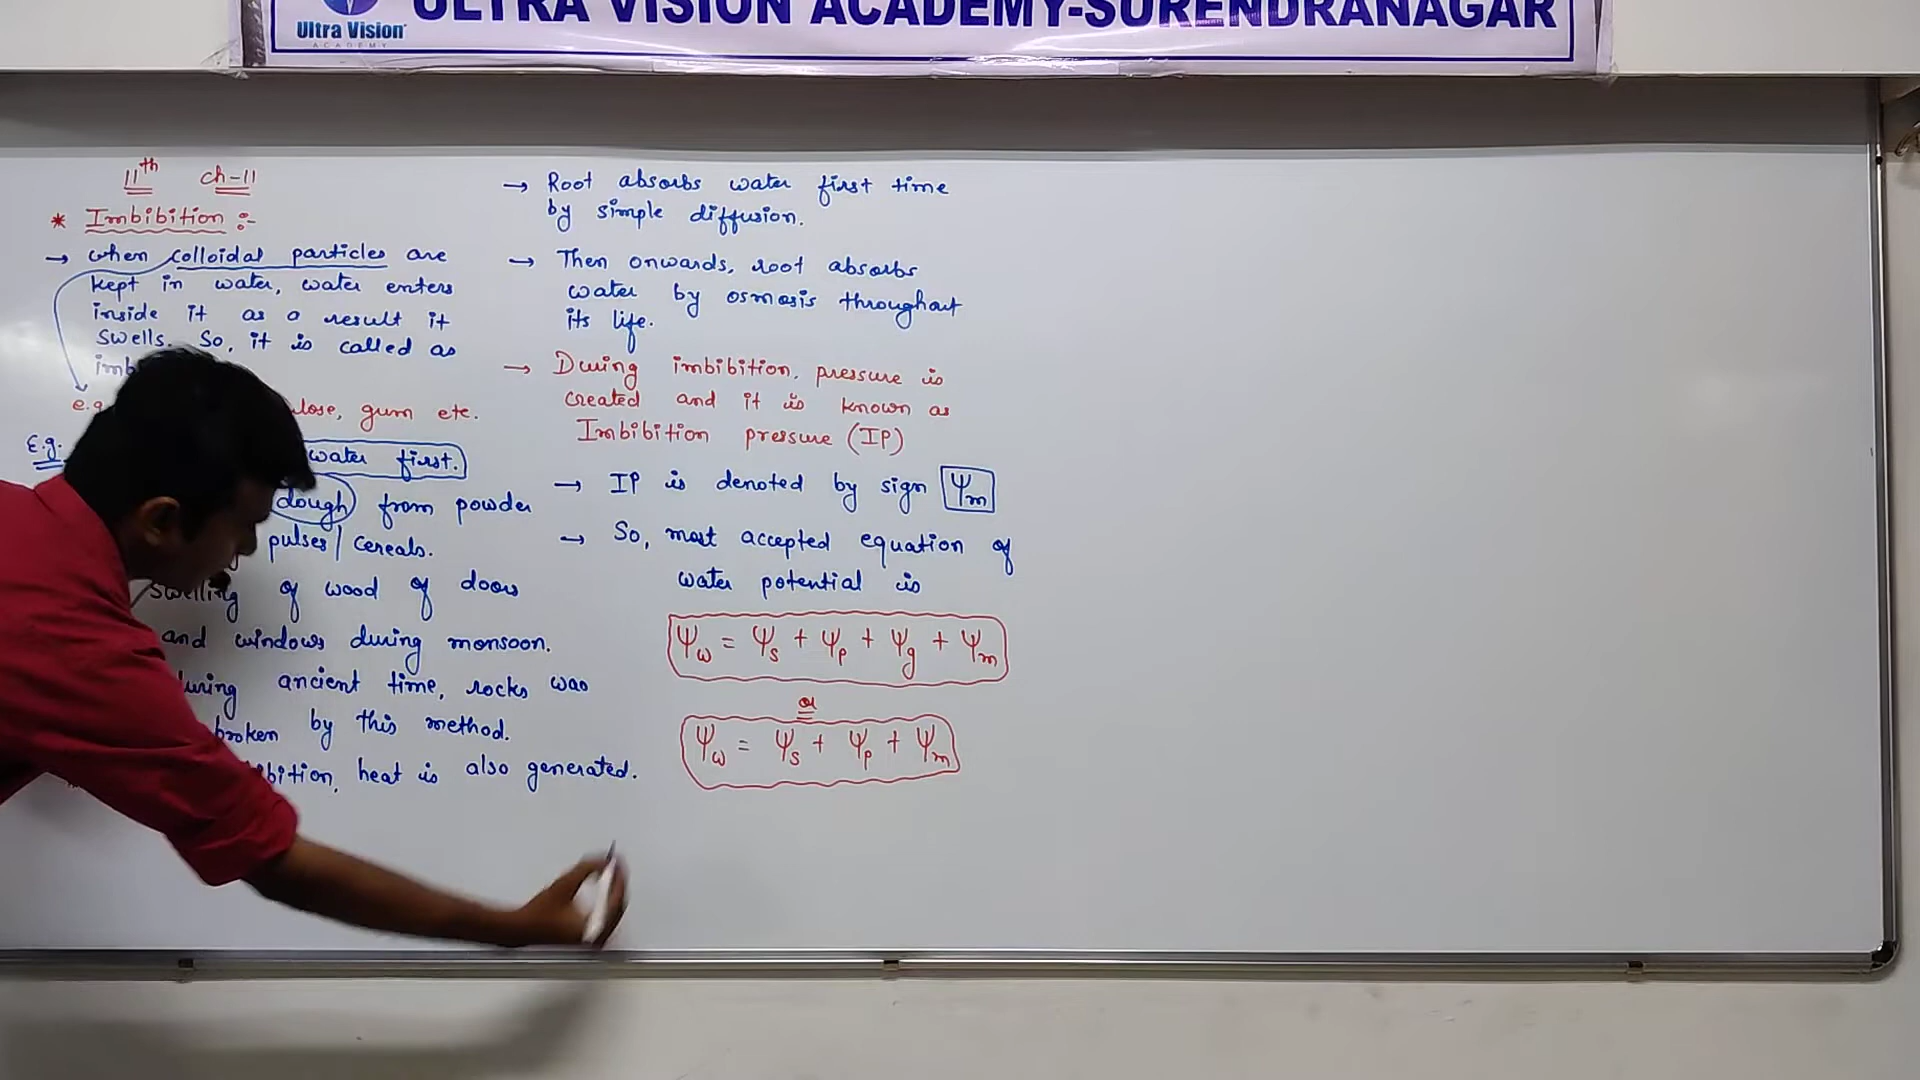 ULTRA VISION ACADEMY-SURENDRANAGAR
Ultra Vision
ACADEMY
11th ch-11
* Imbibition :-
→ when colloidal particles are
kept in water, water enters
inside it as a result it
swells. So, it is called as
e.g. gum etc.
E.g. water first.
dough from powder
pulses/cereals.
swelling of wood of doors
and windows during monsoon.
ancient time, rocks was
broken by this method.
heat is also generated.
→ Root absorbs water first time
by simple diffusion.
→ Then onwards, root absorbs
water by osmosis throughout
its life.
→ During imbibition, pressure is
created and it is known as
Imbibition pressure (IP)
→ IP is denoted by sign Ψm
→ So, most accepted equation of
water potential is
Ψw = Ψs + Ψp + Ψg + Ψm
or
Ψw = Ψs + Ψp + Ψm